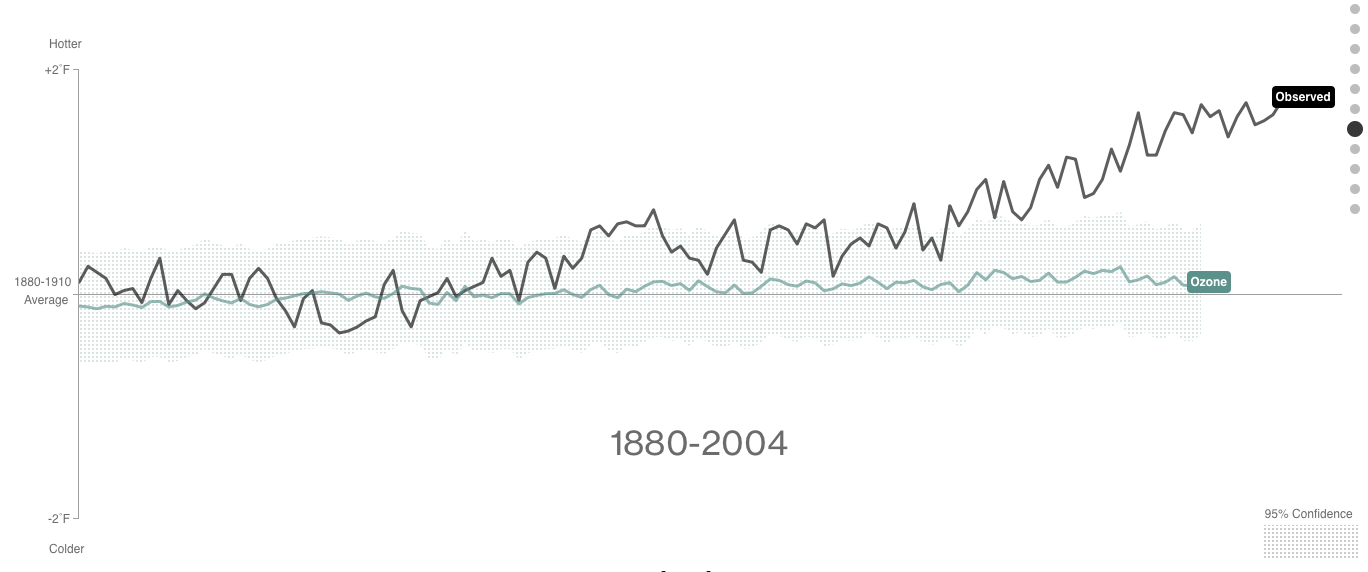 Hotter
+2°F
Observed
1880-1910
Average
Ozone
1880-2004
-2°F
95% Confidence
Colder